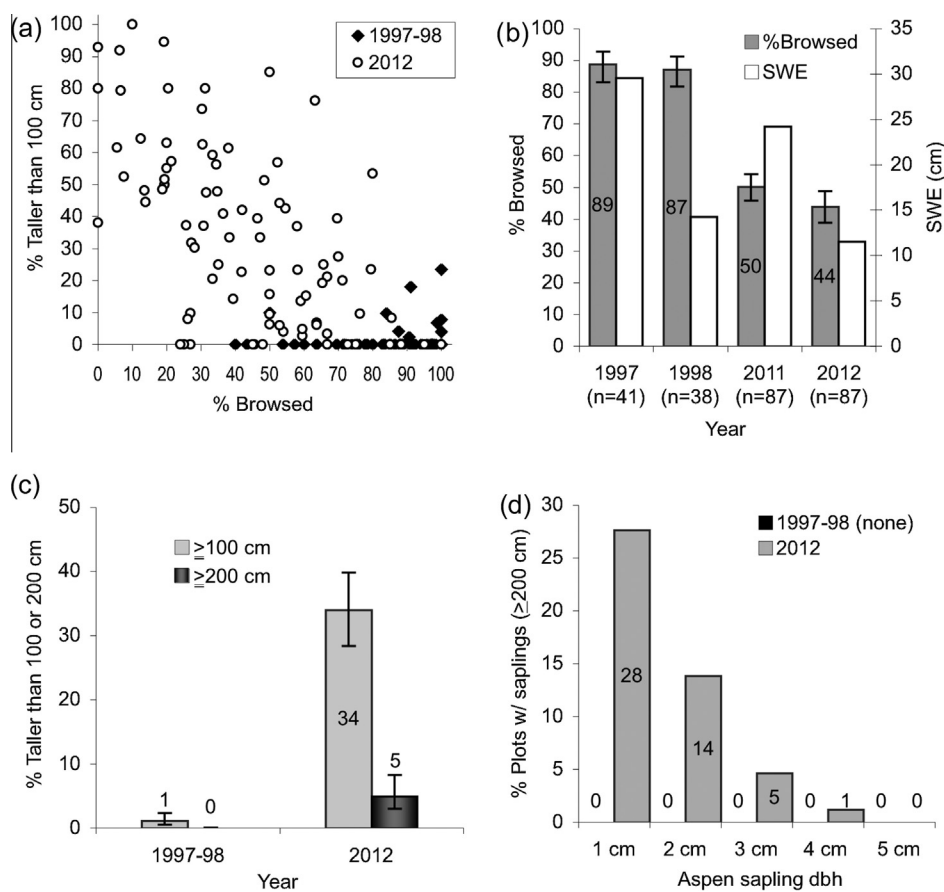 (a)
100
90
80
70
60
50
40
30
20
10
0
% Taller than 100 cm
1997-98
2012
0 10 20 30 40 50 60 70 80 90 100
% Browsed
(b)
100
90
80
70
60
50
40
30
20
10
0
% Browsed
%Browsed
SWE
35
30
25
20
15
10
5
0
SWE (cm)
89 87 50 44
1997 1998 2011 2012
(n=41) (n=38) (n=87) (n=87)
Year
(c)
50
40
30
20
10
0
% Taller than 100 or 200 cm
≥100 cm
≥200 cm
1 0 34 5
1997-98 2012
Year
(d)
30
25
20
15
10
5
0
% Plots w/ saplings (≥200 cm)
1997-98 (none)
2012
0 28 0 14 0 5 0 1 0 0
1 cm 2 cm 3 cm 4 cm 5 cm
Aspen sapling dbh